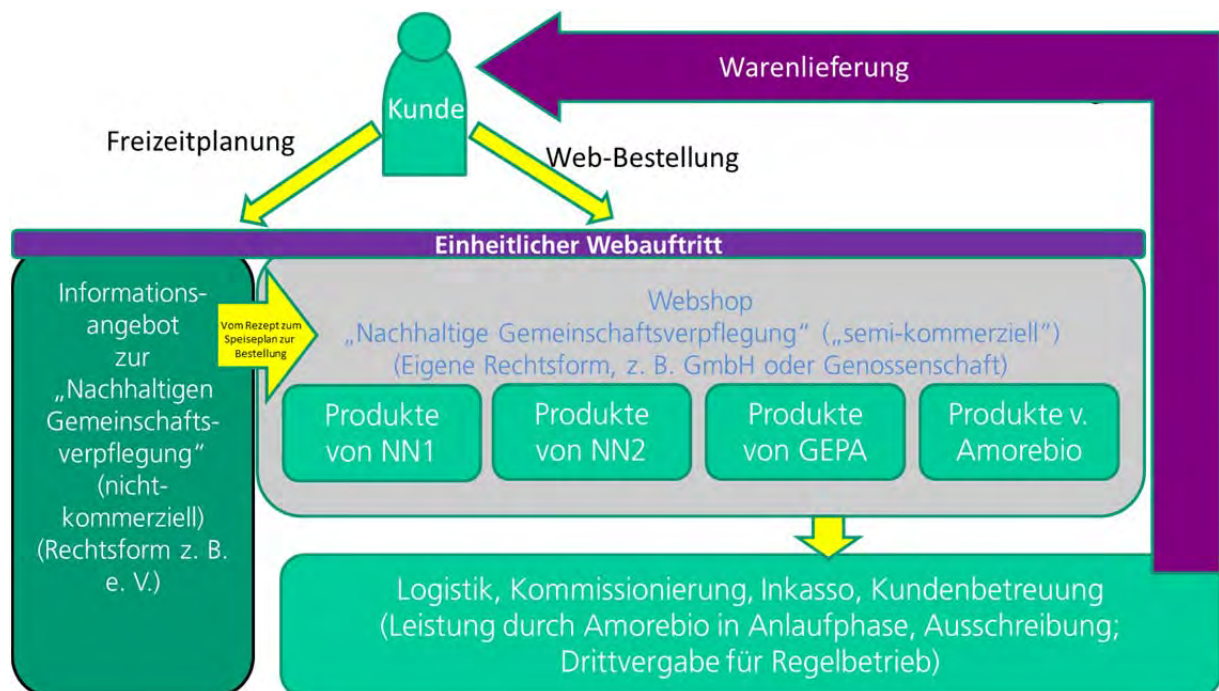 Warenlieferung
Kunde
Freizeitplanung
Web-Bestellung
Einheitlicher Webauftritt
Informations-
angebot
zur
„Nachhaltigen
Gemeinschafts-
verpflegung“
(nicht-
kommerziell)
(Rechtsform z. B.
e. V.)
Vom Rezept zum
Speiseplan zur
Bestellung
Webshop
„Nachhaltige Gemeinschaftsverpflegung“ („semi-kommerziell”)
(Eigene Rechtsform, z. B. GmbH oder Genossenschaft)
Produkte
von NN1
Produkte
von NN2
Produkte
von GEPA
Produkte v.
Amorebio
Logistik, Kommissionierung, Inkasso, Kundenbetreuung
(Leistung durch Amorebio in Anlaufphase, Ausschreibung;
Drittvergabe für Regelbetrieb)